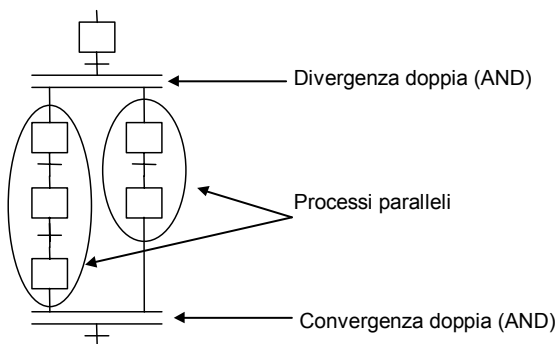 Divergenza doppia (AND)
Processi paralleli
Convergenza doppia (AND)